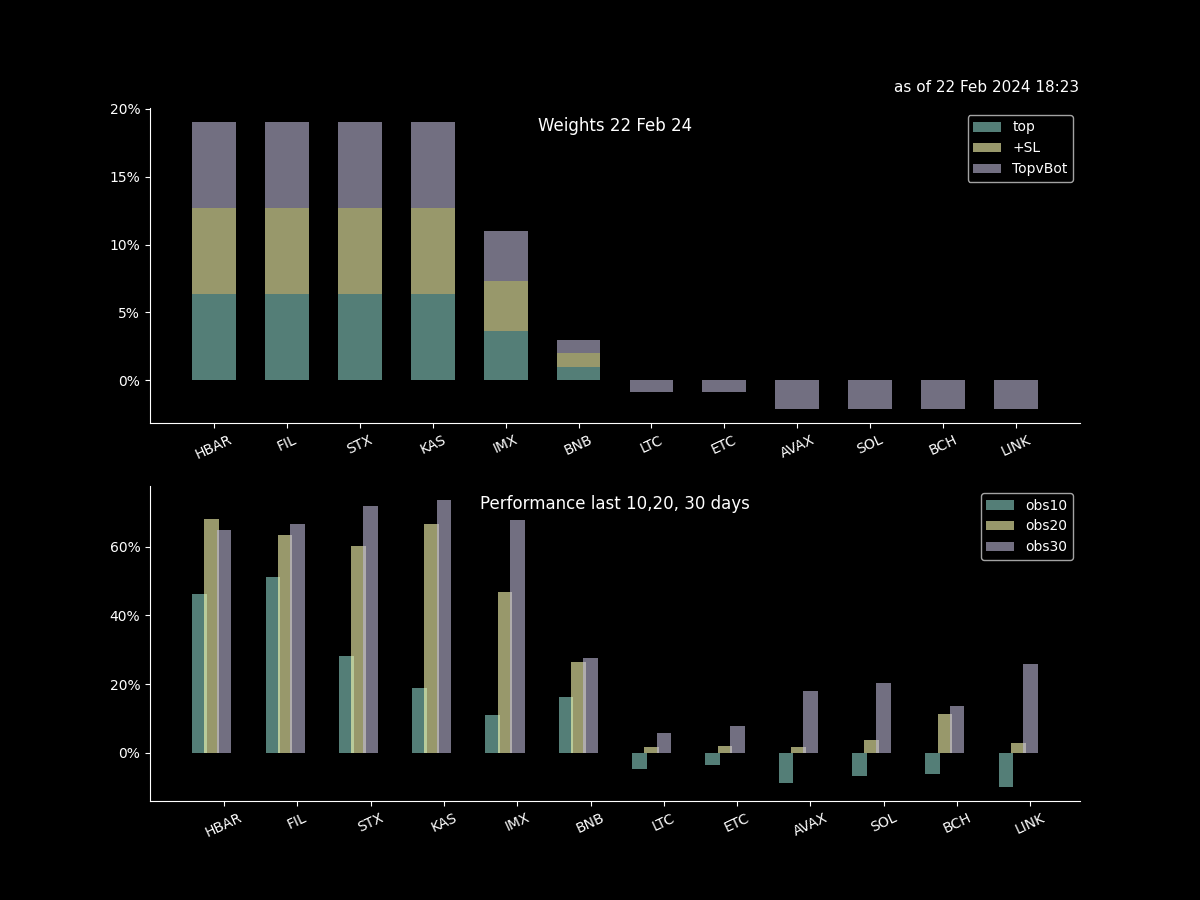 as of 22 Feb 2024 18:23
Weights 22 Feb 24
top
+SL
TopvBot
20%
15%
10%
5%
0%
HBAR FIL STX KAS IMX BNB LTC ETC AVAX SOL BCH LINK
Performance last 10,20, 30 days
obs10
obs20
obs30
60%
40%
20%
0%
HBAR FIL STX KAS IMX BNB LTC ETC AVAX SOL BCH LINK